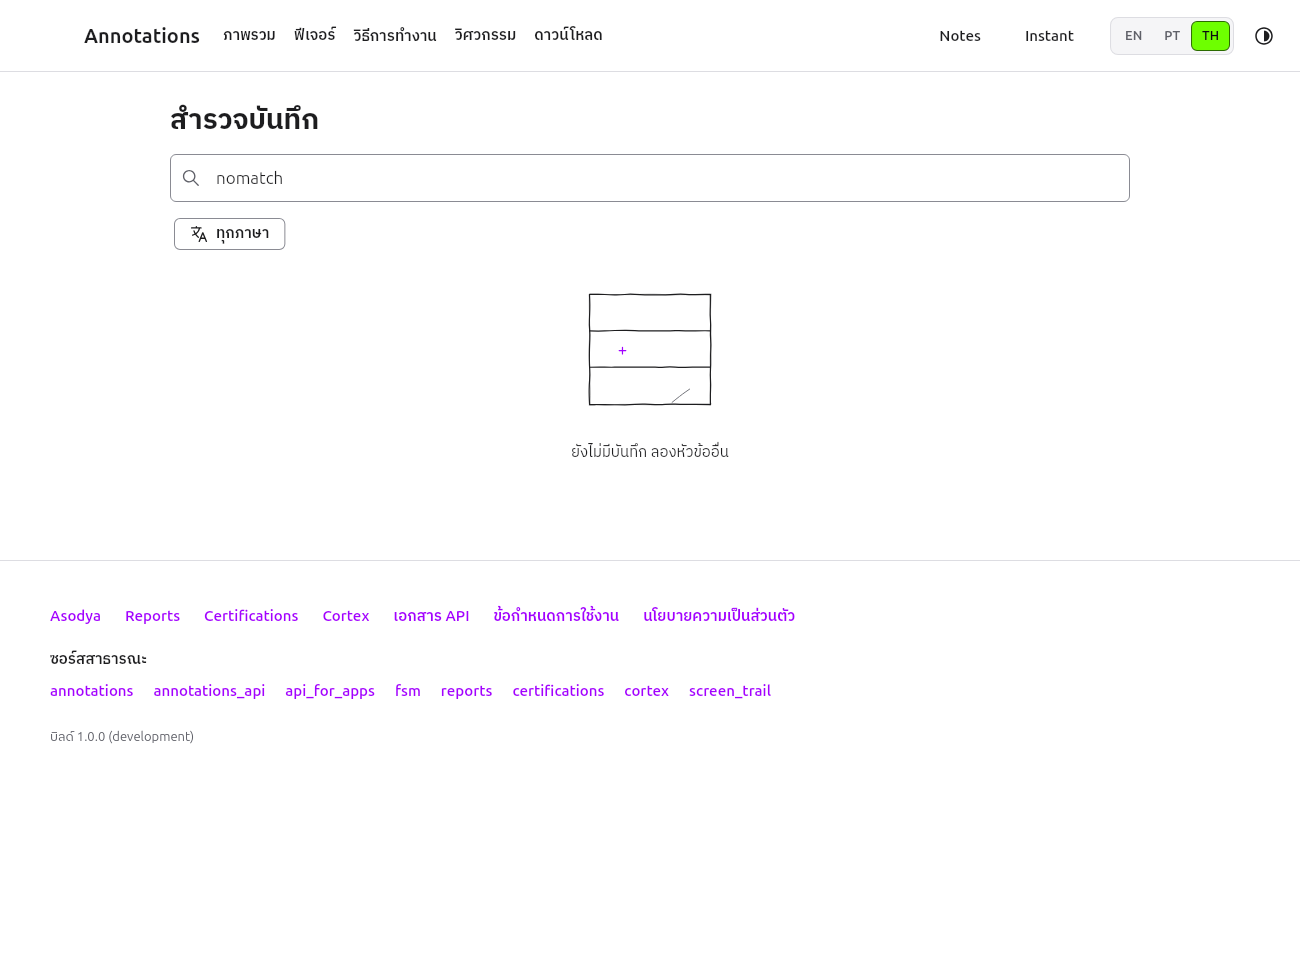 Annotations ภาพรวม ฟีเจอร์ วิธีการทำงาน วิศวกรรม ดาวน์โหลด Notes Instant EN PT TH
สำรวจบันทึก
nomatch
ทุกภาษา
ยังไม่มีบันทึก ลองหัวข้ออื่น
Asodya Reports Certifications Cortex เอกสาร API ข้อกำหนดการใช้งาน นโยบายความเป็นส่วนตัว
ซอร์สสาธารณะ
annotations annotations_api api_for_apps fsm reports certifications cortex screen_trail
บิลด์ 1.0.0 (development)